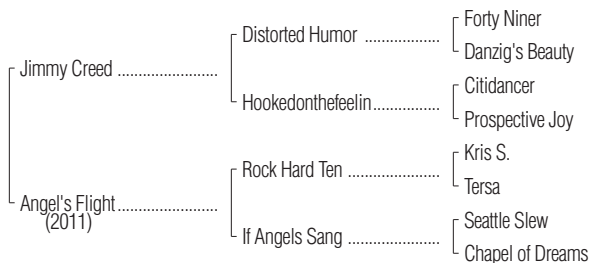 Forty Niner
Distorted Humor ..................
Danzig's Beauty
Jimmy Creed ........................
Citidancer
Hookedonthefeelin................
Prospective Joy
Kris S.
Rock Hard Ten ......................
Tersa
Angel's Flight ........................
(2011)
Seattle Slew
If Angels Sang ......................
Chapel of Dreams